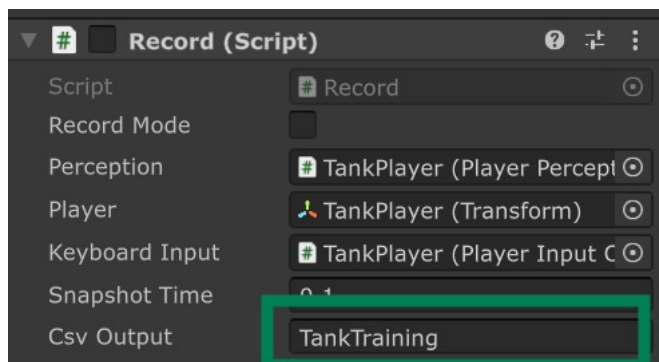 # Record (Script)
Script # Record
Record Mode
Perception # TankPlayer (Player Percept
Player TankPlayer (Transform)
Keyboard Input # TankPlayer (Player Input C
Snapshot Time
Csv Output TankTraining